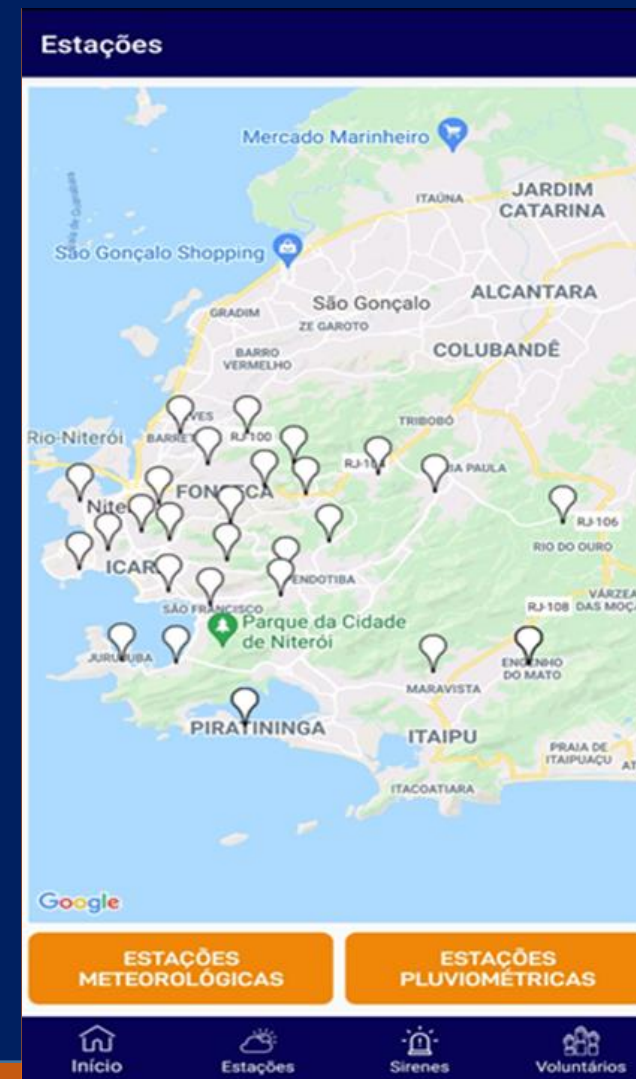 Estações
Mercado Marinheiro
ITAÚNA
JARDIM
CATARINA
São Gonçalo Shopping
GRADIM
São Gonçalo
ALCANTARA
ZE GAROTO
BARRO
VERMELHO
COLUBANDÊ
TRIBOBÓ
Rio-Niterói
RJ-100
FONSECA
RJ-106
RIO DO OURO
ENDOTIBA
SÃO FRANCISCO
RJ-108
VÁRZEA
DAS MOÇ
Parque da Cidade
de Niterói
ENGENHO
DO MATO
MARAVISTA
PIRATININGA
ITAIPU
PRAIA DE
ITAIPUAÇU
AT
ITACOATIARA
Google
ESTAÇÕES
METEOROLÓGICAS
ESTAÇÕES
PLUVIOMÉTRICAS
Início
Estações
Sirenes
Voluntários